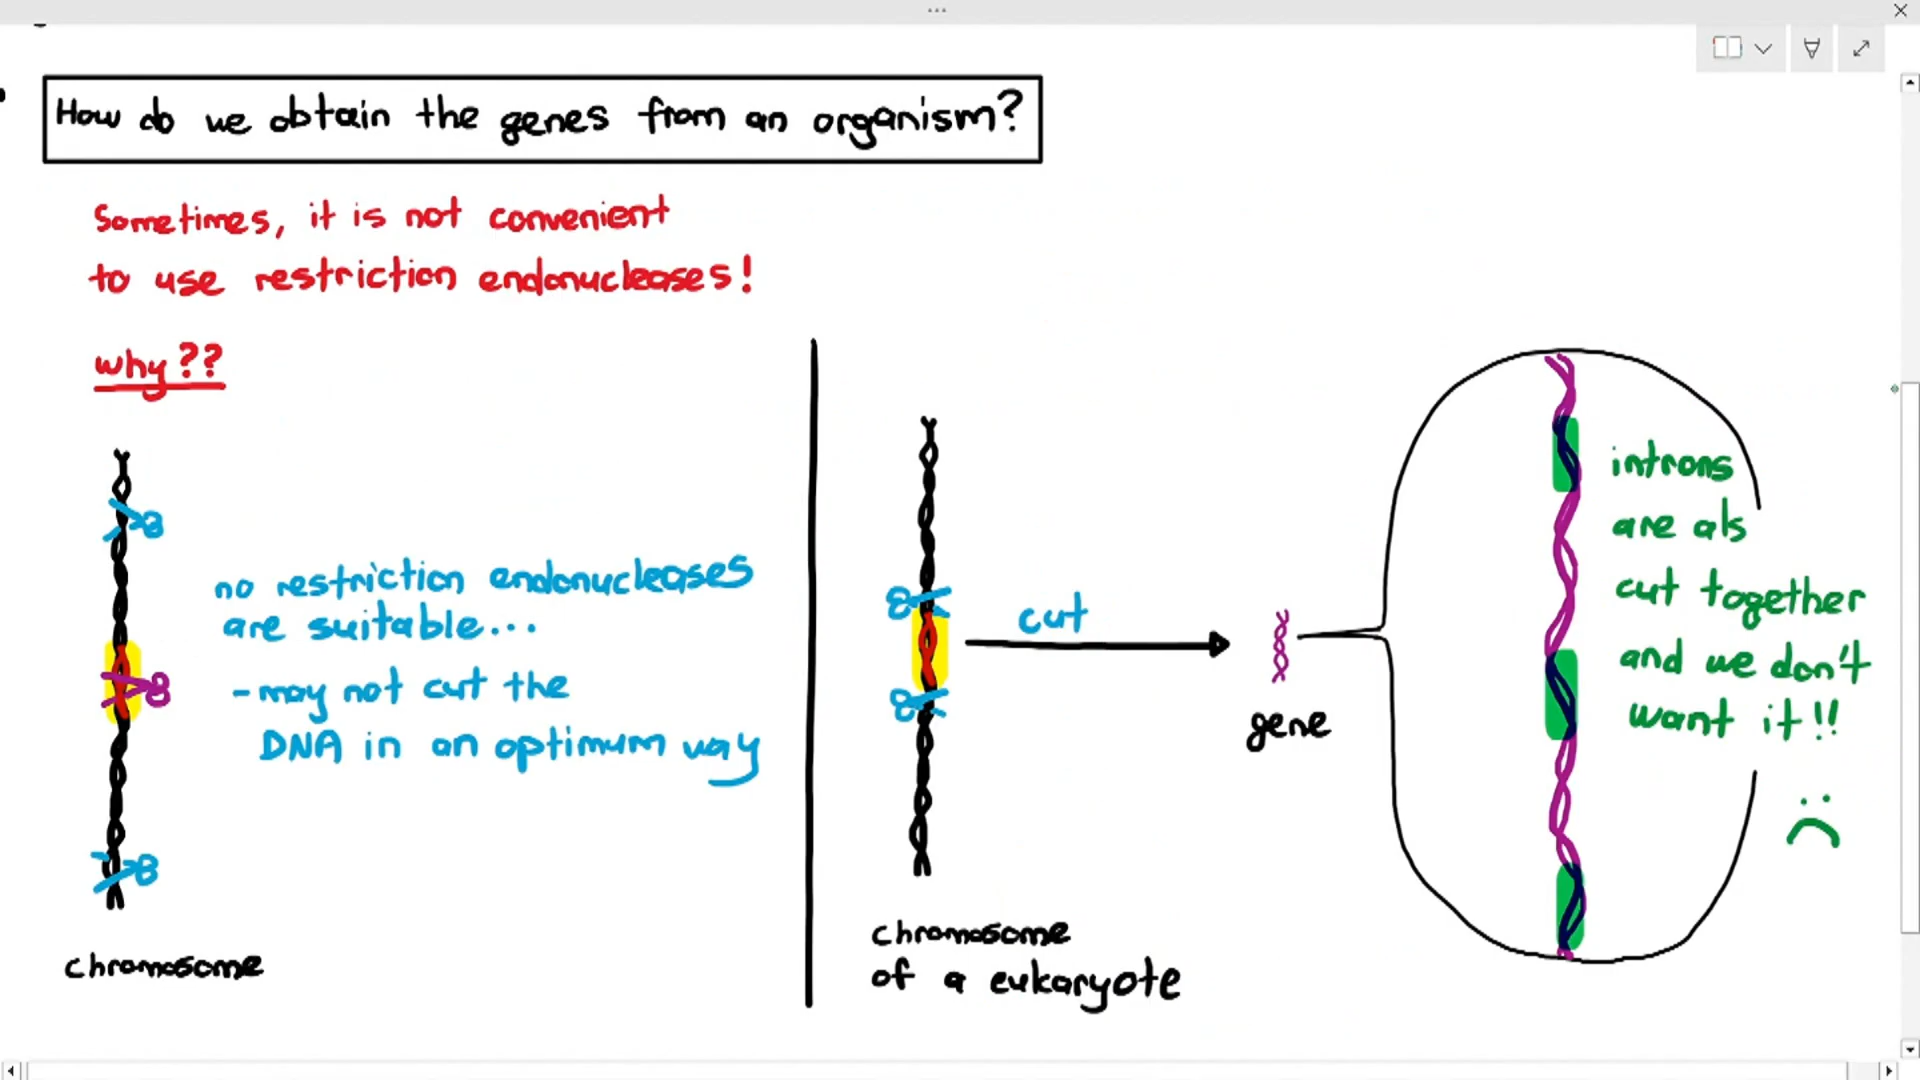 How do we obtain the genes from an organism?
Sometimes, it is not convenient
to use restriction endonucleases!
why??
no restriction endonucleases
are suitable...
- may not cut the
DNA in an optimum way
chromosome
cut
gene
chromosome
of a eukaryote
introns
are als
cut together
and we don't
want it!!